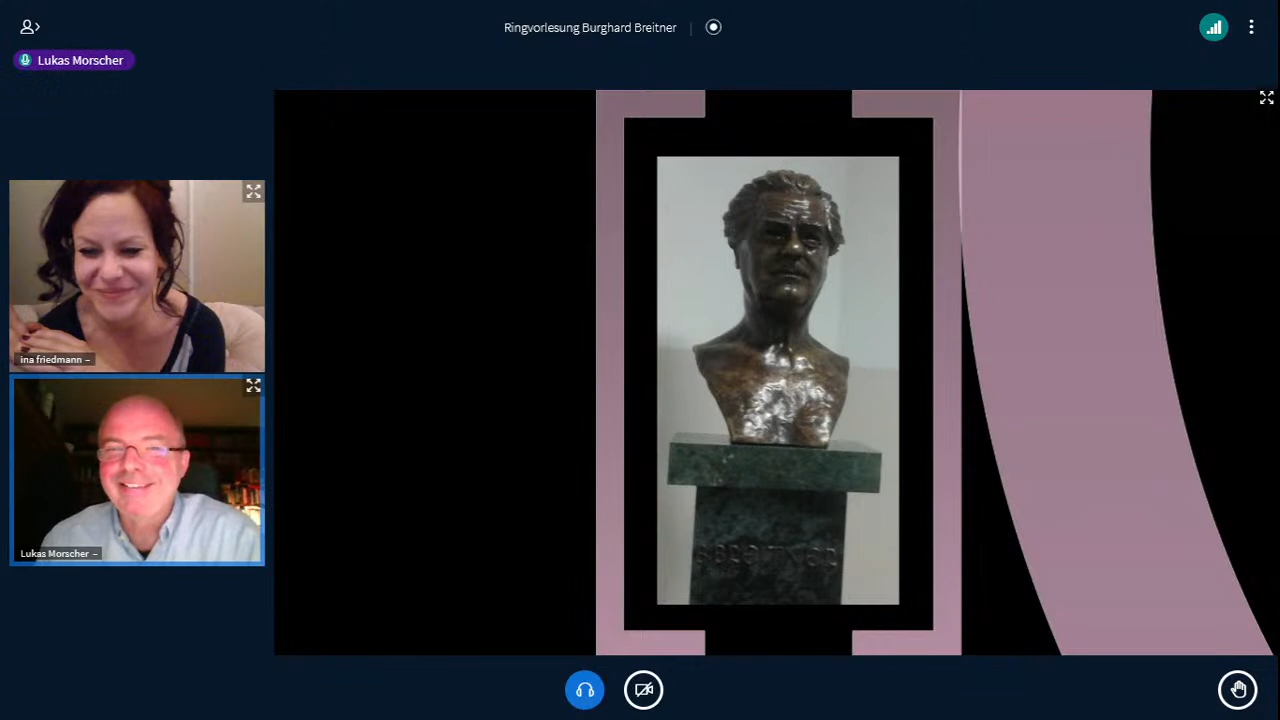 Ringvorlesung Burghard Breitner
Lukas Morscher
ina friedmann
Lukas Morscher